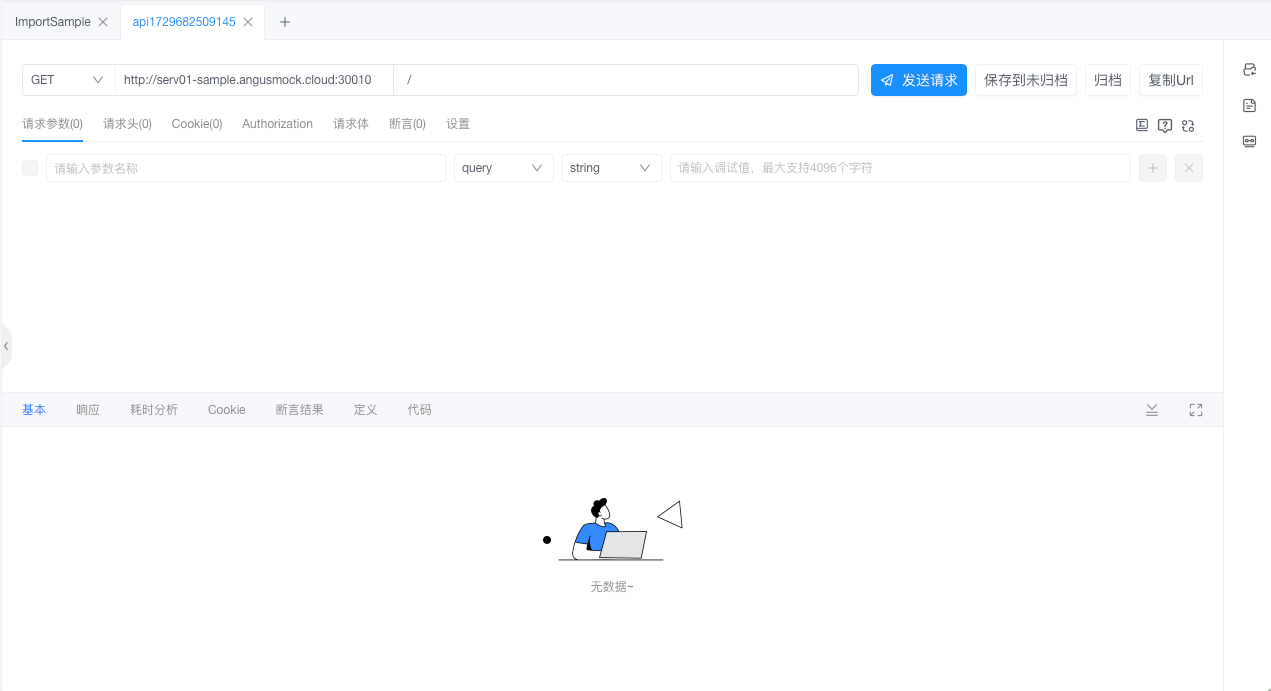 ImportSample api1729682509145
GET http://serv01-sample.angusmock.cloud:30010 / 发送请求 保存到未归档 归档 复制Url
请求参数(0) 请求头(0) Cookie(0) Authorization 请求体 断言(0) 设置
请输入参数名称 query string 请输入调试值，最大支持4096个字符
基本 响应 耗时分析 Cookie 断言结果 定义 代码
无数据~